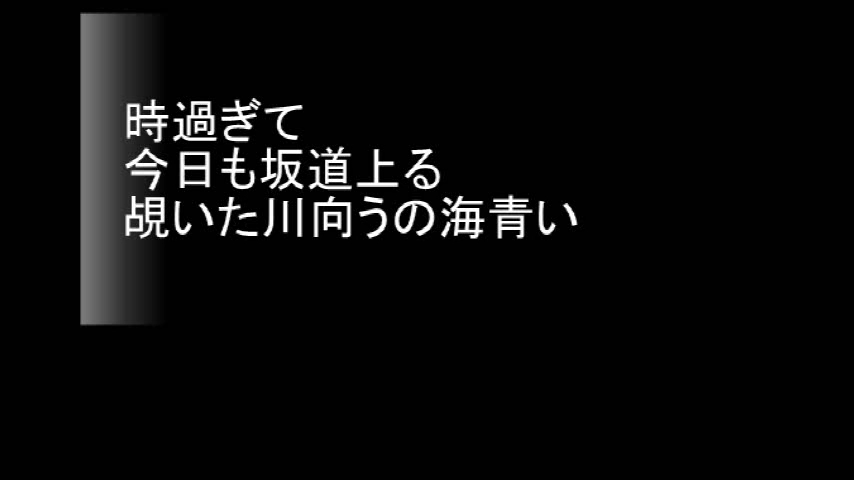 時過ぎて
今日も坂道上る
覘いた川向うの海青い